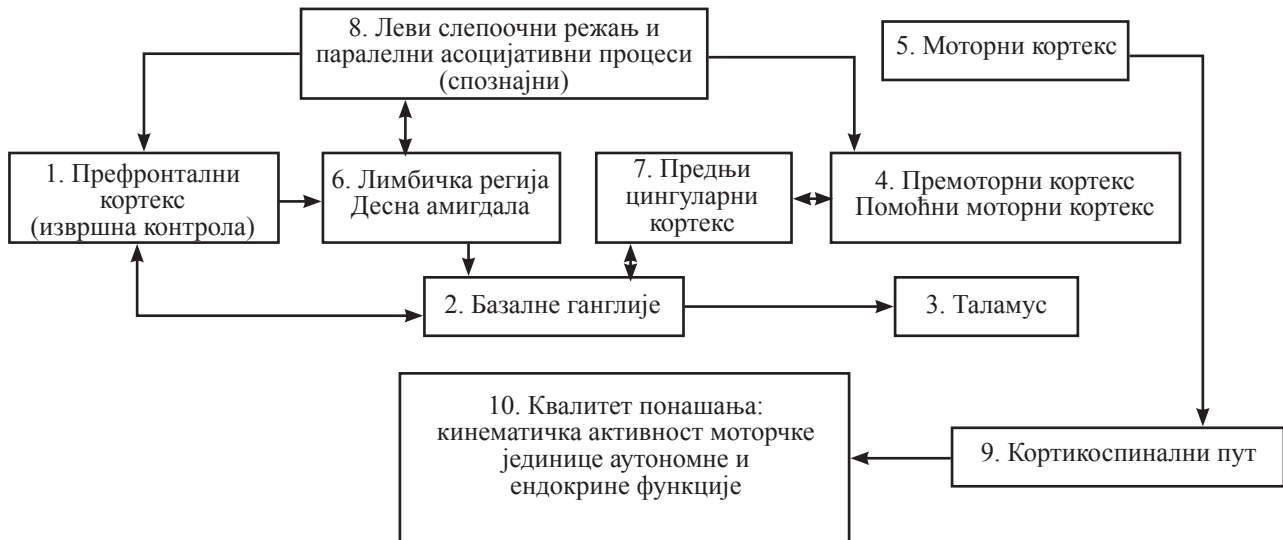 8. Леви слепоочни режањ и
паралелни асоцијативни процеси
(спознајни)
5. Моторни кортекс
1. Префронтални
кортекс
(извршна контрола)
6. Лимбичка регија
Десна амигдала
7. Предњи
цингуларни
кортекс
4. Премоторни кортекс
Помоћни моторни кортекс
2. Базалне ганглије
3. Таламус
10. Квалитет понашања:
кинематичка активност моторчке
јединице аутономне и
ендокрине функције
9. Кортикоспинални пут